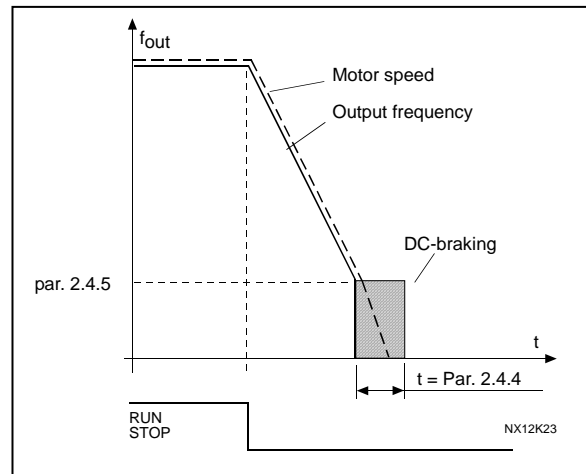 fout
Motor speed
Output frequency
DC-braking
par. 2.4.5
t
t = Par. 2.4.4
RUN
STOP
NX12K23